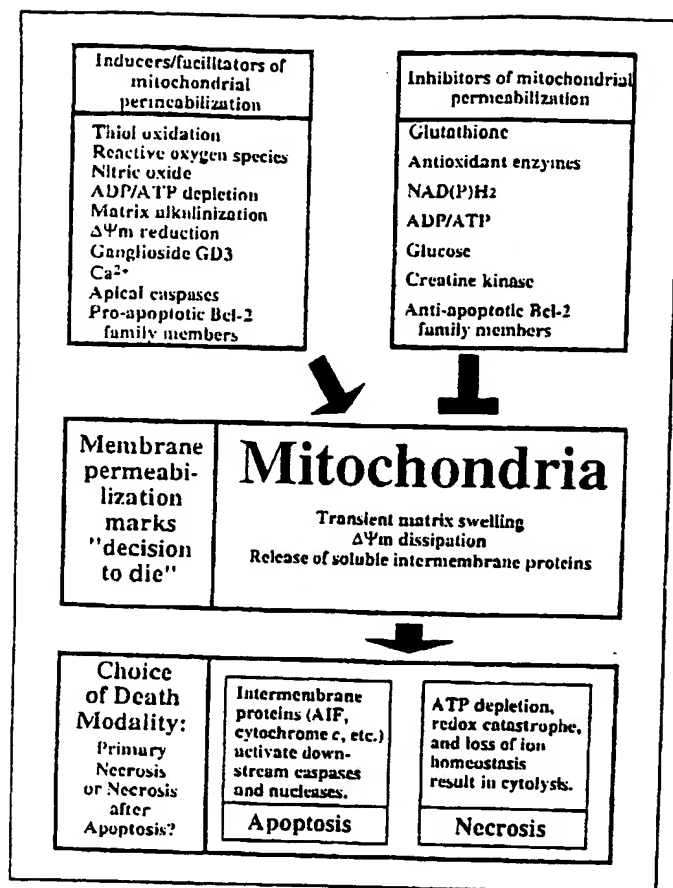 Inducers/facilitators of
mitochondrial
permeabilization
Thiol oxidation
Reactive oxygen species
Nitric oxide
ADP/ATP depletion
Matrix alkulinization
ΔΨm reduction
Ganglioside GD3
Ca²⁺
Apical caspases
Pro-apoptotic Bcl-2
family members
Inhibitors of mitochondrial
permeabilization
Glutathione
Antioxidant enzymes
NAD(P)H2
ADP/ATP
Glucose
Creatine kinase
Anti-apoptotic Bcl-2
family members
Membrane
permeabi-
lization
marks
"decision
to die"
Mitochondria
Transient matrix swelling
ΔΨm dissipation
Release of soluble intermembrane proteins
Choice
of Death
Modality:
Primary
Necrosis
or Necrosis
after
Apoptosis?
Intermembrane
proteins (AIF,
cytochrome c, etc.)
activate down-
stream caspases
and nucleases.
Apoptosis
ATP depletion,
redox catastrophe,
and loss of ion
homeostasis
result in cytolysis.
Necrosis